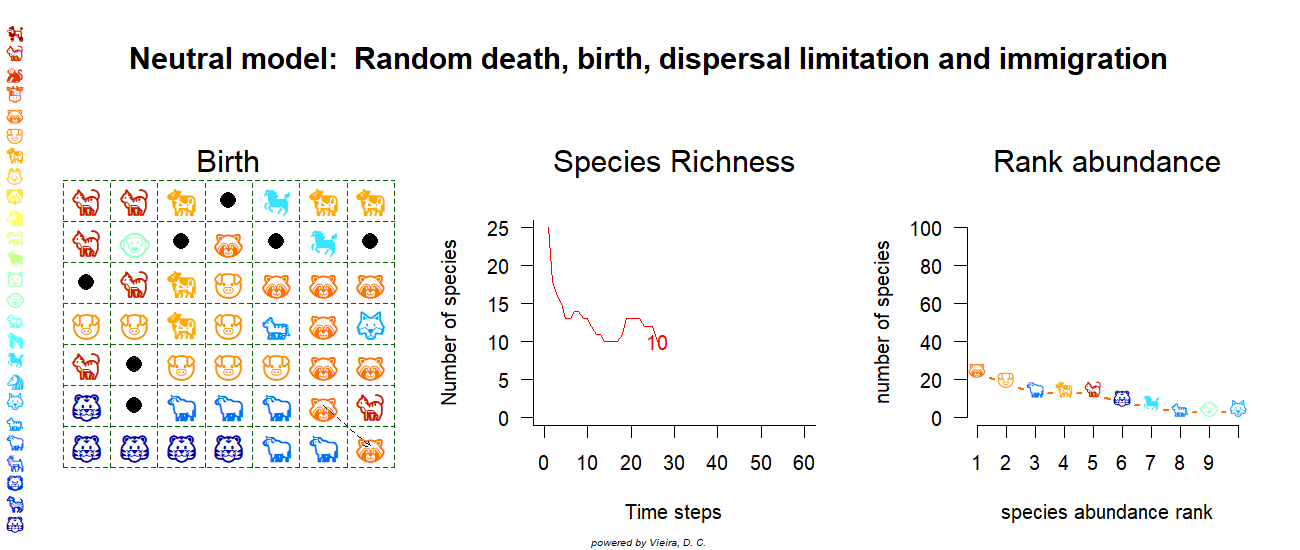 Neutral model:  Random death, birth, dispersal limitation and immigration
Birth
Species Richness
Number of species
25
20
15
10
5
0
10
0 10 20 30 40 50 60
Time steps
Rank abundance
number of species
100
80
60
40
20
0
1 2 3 4 5 6 7 8 9
species abundance rank
powered by Vieira, D. C.